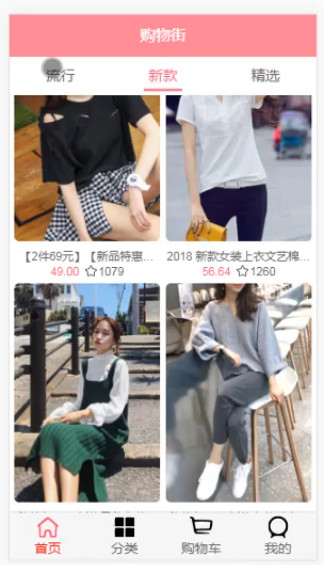 购物街
流行 新款 精选
【2件69元】【新品特惠... 2018 新款女装上衣文艺棉...
49.00 1079 56.64 1260
首页 分类 购物车 我的